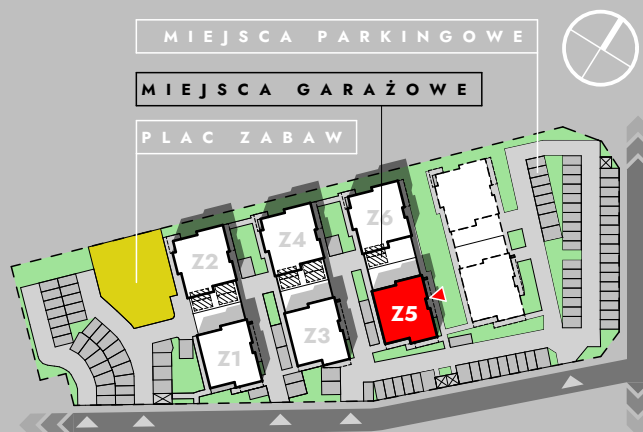 MIEJSCA PARKINGOWE
MIEJSCA GARAŻOWE
PLAC ZABAW
Z6
Z4
Z2
Z5
Z3
Z1